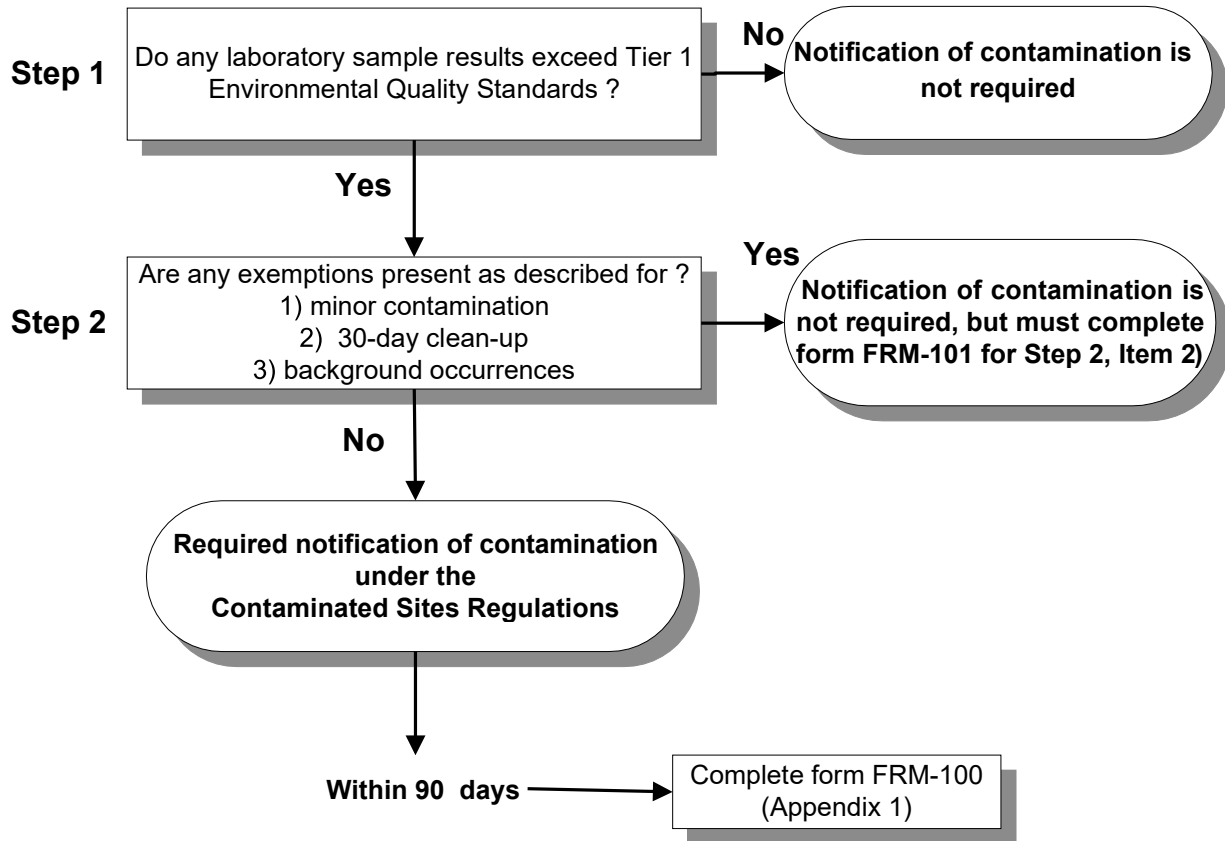 Step 1
Do any laboratory sample results exceed Tier 1
Environmental Quality Standards ?
No
Notification of contamination is
not required
Yes
Step 2
Are any exemptions present as described for ?
1) minor contamination
2) 30-day clean-up
3) background occurrences
Yes
Notification of contamination is
not required, but must complete
form FRM-101 for Step 2, Item 2)
No
Required notification of contamination
under the
Contaminated Sites Regulations
Within 90 days
Complete form FRM-100
(Appendix 1)